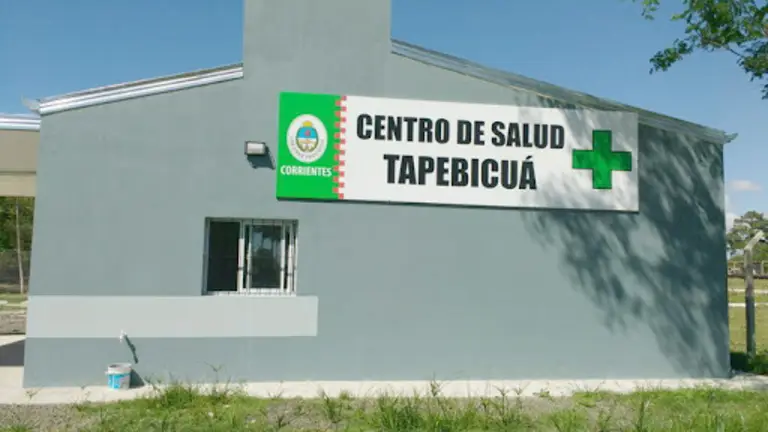 CENTRO DE SALUD
TAPEBICUÁ
CORRIENTES